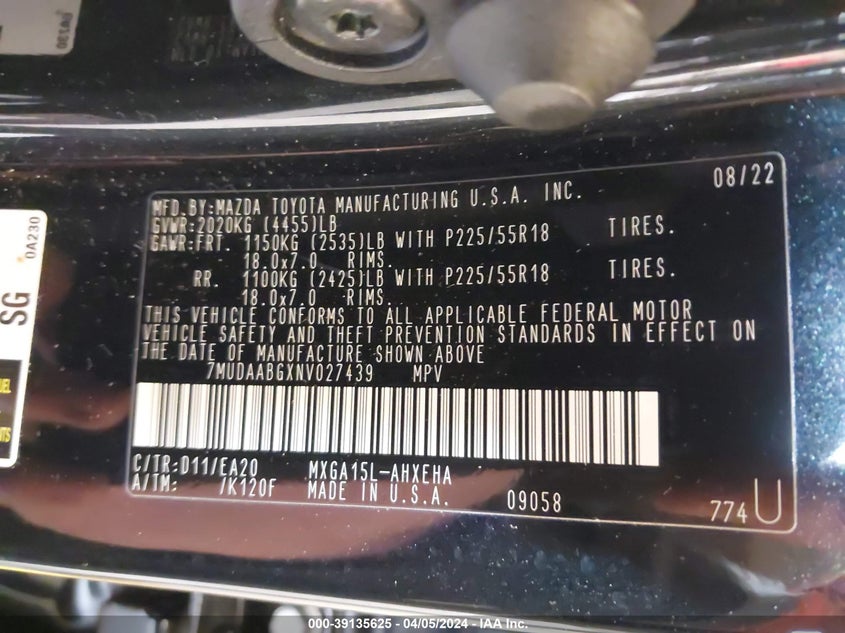 0A330
MFD.BY:MAZDA TOYOTA MANUFACTURING U.S.A. INC. 08/22
GVWR:2020KG (4455)LB
GAWR:FRT. 1150KG (2535)LB WITH P225/55R18 TIRES.
18.0x7.0 RIMS.
RR. 1100KG (2425)LB WITH P225/55R18 TIRES.
18.0x7.0 RIMS.
THIS VEHICLE CONFORMS TO ALL APPLICABLE FEDERAL MOTOR
VEHICLE SAFETY AND THEFT PREVENTION STANDARDS IN EFFECT ON
THE DATE OF MANUFACTURE SHOWN ABOVE
7MUDAABGXNV027439 MPV
C/TR:D11/EA20 MXGA15L-AHXEHA
A/TM: /K120F MADE IN U.S.A. 09058
774U
0A230
SG
000-39135625 - 04/05/2024 - IAA Inc.